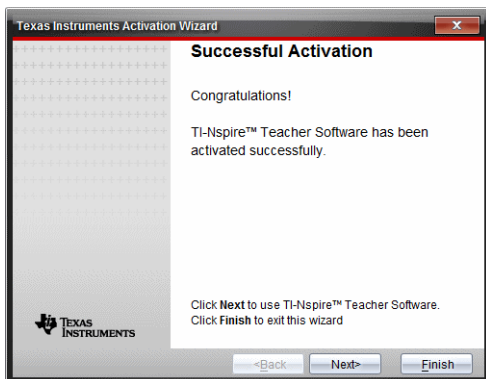 Texas Instruments Activation Wizard
x
Successful Activation
Congratulations!
TI-Nspire™ Teacher Software has been
activated successfully.
Click Next to use TI-Nspire™ Teacher Software.
Click Finish to exit this wizard
TEXAS
INSTRUMENTS
<Back Next> Finish